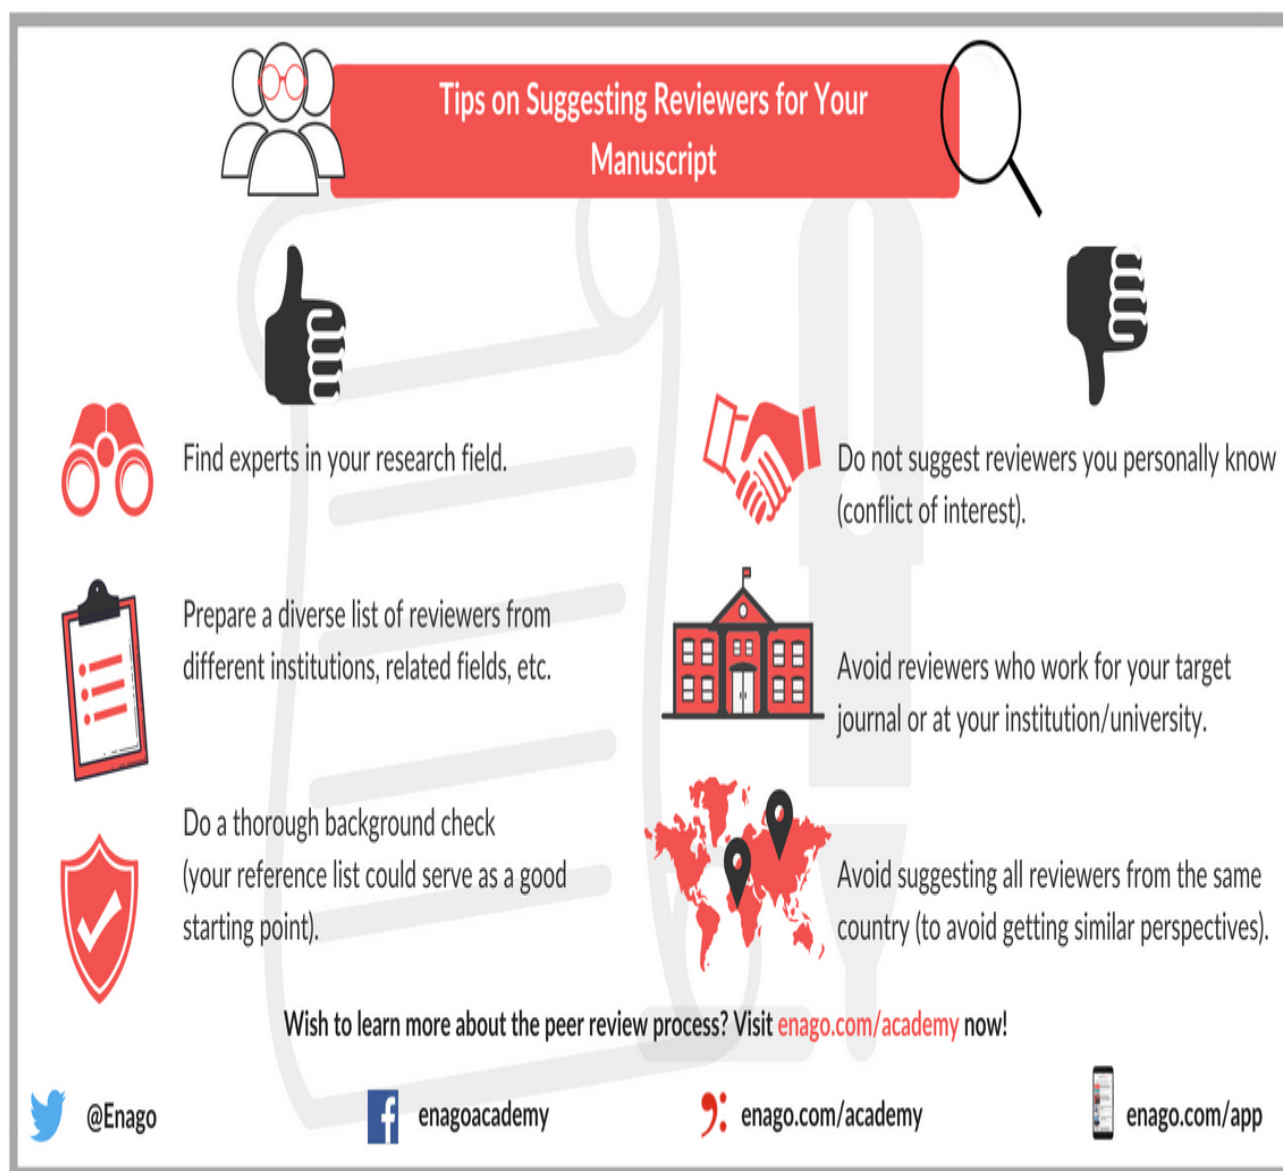 Tips on Suggesting Reviewers for Your
Manuscript
Find experts in your research field.
Prepare a diverse list of reviewers from
different institutions, related fields, etc.
Do a thorough background check
(your reference list could serve as a good
starting point).
Do not suggest reviewers you personally know
(conflict of interest).
Avoid reviewers who work for your target
journal or at your institution/university.
Avoid suggesting all reviewers from the same
country (to avoid getting similar perspectives).
Wish to learn more about the peer review process? Visit enago.com/academy now!
@Enago
enagoacademy
enago.com/academy
enago.com/app